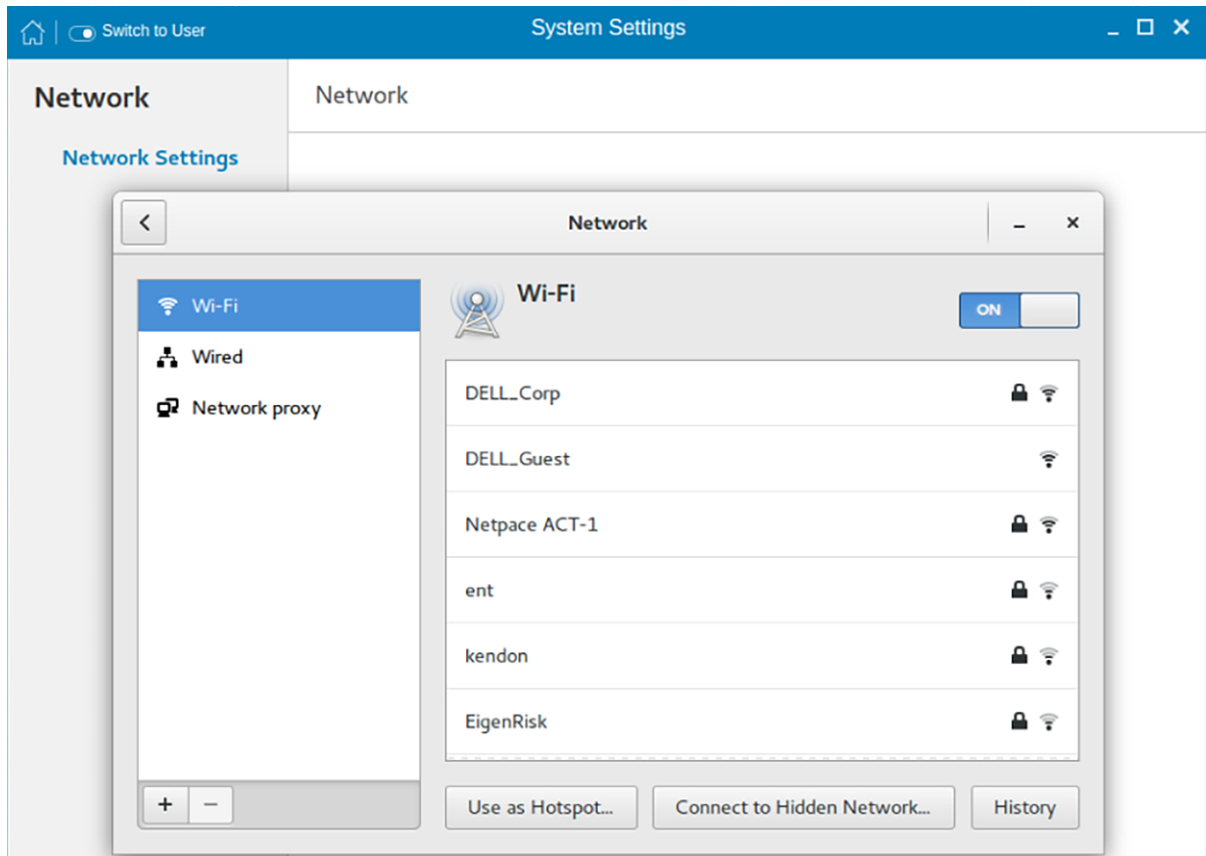 Switch to User
System Settings
Network
Network
Network Settings
Network
Wi-Fi
Wired
Network proxy
Wi-Fi
ON
DELL_Corp
DELL_Guest
Netpace ACT-1
ent
kendon
EigenRisk
Use as Hotspot...
Connect to Hidden Network...
History